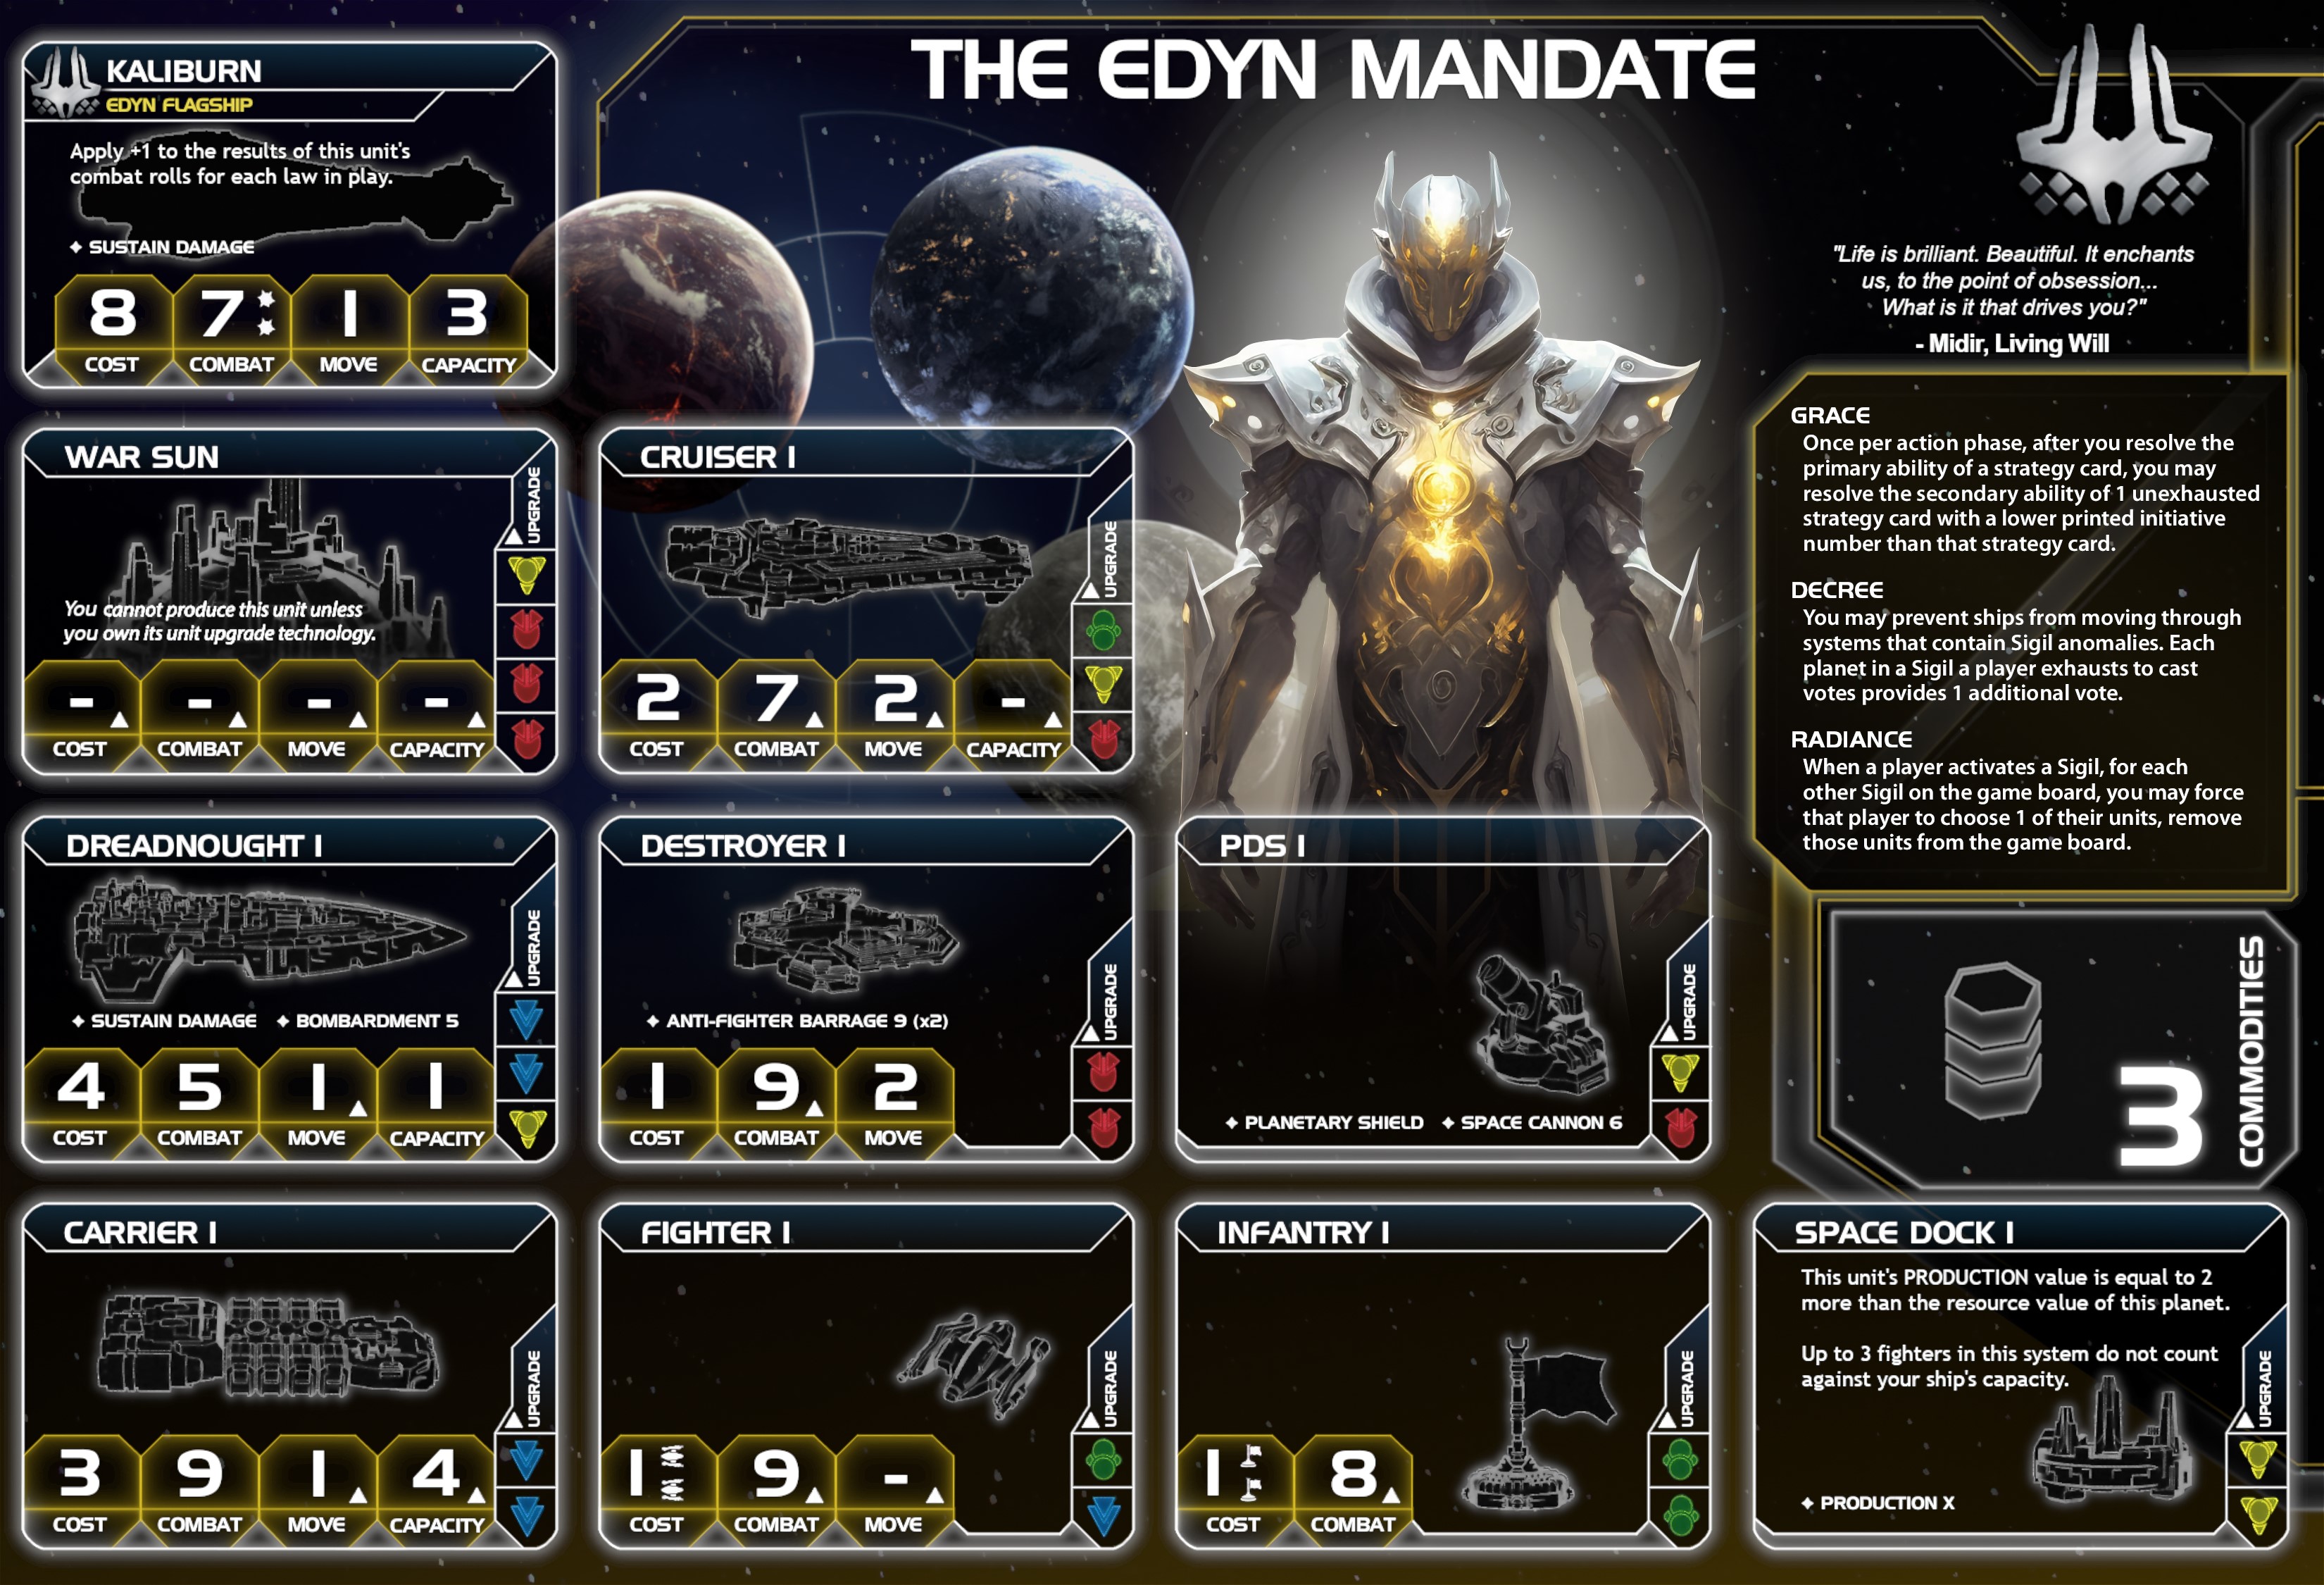 THE EDYN MANDATE
KALIBURN
EDYN FLAGSHIP
Apply +1 to the results of this unit's
combat rolls for each law in play.
SUSTAIN DAMAGE
8 7 1 3
COST COMBAT MOVE CAPACITY
"Life is brilliant. Beautiful. It enchants
us, to the point of obsession...
What is it that drives you?"
- Midir, Living Will
GRACE
Once per action phase, after you resolve the
primary ability of a strategy card, you may
resolve the secondary ability of 1 unexhausted
strategy card with a lower printed initiative
number than that strategy card.
DECREE
You may prevent ships from moving through
systems that contain Sigil anomalies. Each
planet in a Sigil a player exhausts to cast
votes provides 1 additional vote.
RADIANCE
When a player activates a Sigil, for each
other Sigil on the game board, you may force
that player to choose 1 of their units, remove
those units from the game board.
WAR SUN
UPGRADE
You cannot produce this unit unless
you own its unit upgrade technology.
- - - -
COST COMBAT MOVE CAPACITY
CRUISER I
UPGRADE
2 7 2 -
COST COMBAT MOVE CAPACITY
DREADNOUGHT I
UPGRADE
SUSTAIN DAMAGE BOMBARDMENT 5
4 5 1 1
COST COMBAT MOVE CAPACITY
DESTROYER I
UPGRADE
ANTI-FIGHTER BARRAGE 9 (x2)
1 9 2
COST COMBAT MOVE
PDS I
UPGRADE
PLANETARY SHIELD SPACE CANNON 6
3
COMMODITIES
CARRIER I
UPGRADE
3 9 1 4
COST COMBAT MOVE CAPACITY
FIGHTER I
UPGRADE
1 9 -
COST COMBAT MOVE
INFANTRY I
UPGRADE
1 8
COST COMBAT
SPACE DOCK I
This unit's PRODUCTION value is equal to 2
more than the resource value of this planet.
Up to 3 fighters in this system do not count
against your ship's capacity.
UPGRADE
PRODUCTION X